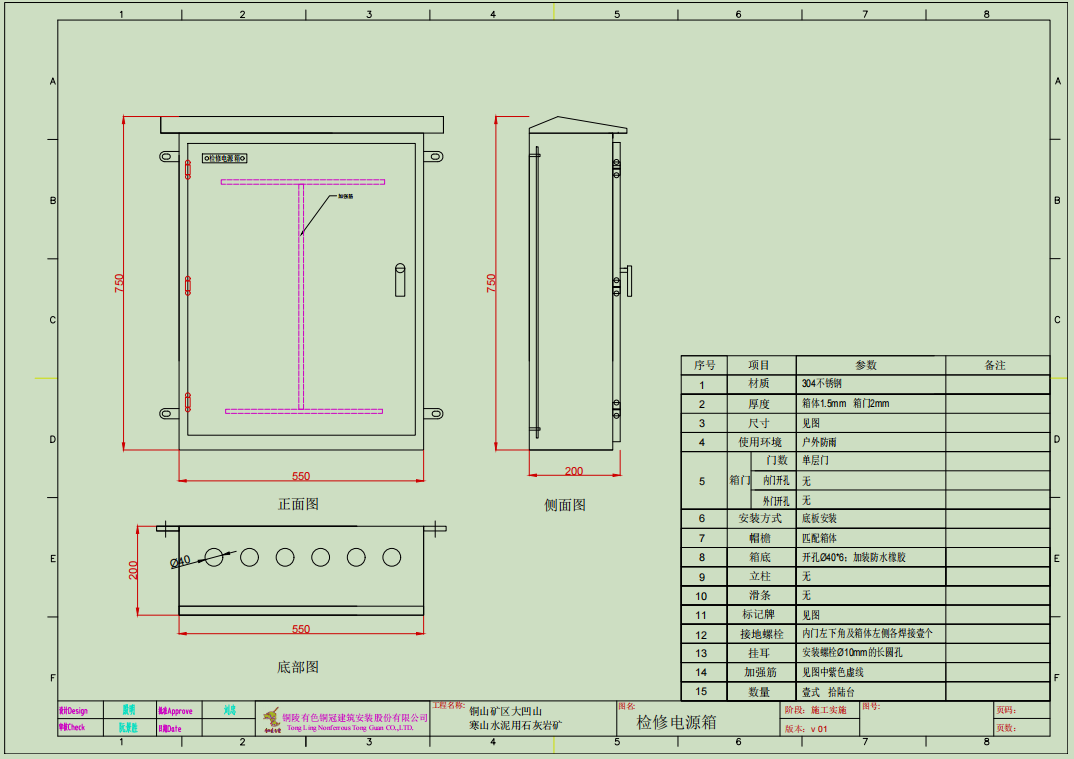 1 2 3 4 5 6 7 8
A A
B B
C C
D D
E E
F F
检修电源箱
加强筋
750
550
正面图
750
200
侧面图
Ø40
200
550
底部图
序号 项目 参数 备注
1 材质 304不锈钢
2 厚度 箱体1.5mm 箱门2mm
3 尺寸 见图
4 使用环境 户外防雨
5 箱门 门数 单层门
内门开孔 无
外门开孔 无
6 安装方式 底板安装
7 帽檐 匹配箱体
8 箱底 开孔Ø40*6；加装防水橡胶
9 立柱 无
10 滑条 无
11 标记牌 见图
12 接地螺栓 内门左下角及箱体左侧各焊接壹个
13 挂耳 安装螺栓Ø10mm的长圆孔
14 加强筋 见图中紫色虚线
15 数量 壹式 拾陆台
设计Design 批准Approve
审核Check 日期Date
铜陵有色铜冠建筑安装股份有限公司
Tong Ling Nonferrous Tong Guan CO.,LTD.
工程名称:
铜山矿区大凹山
寒山水泥用石灰岩矿
图名:
检修电源箱
阶段: 施工实施
版本: v 01
图号:
页码:
页数:
1 2 3 4 5 6 7 8